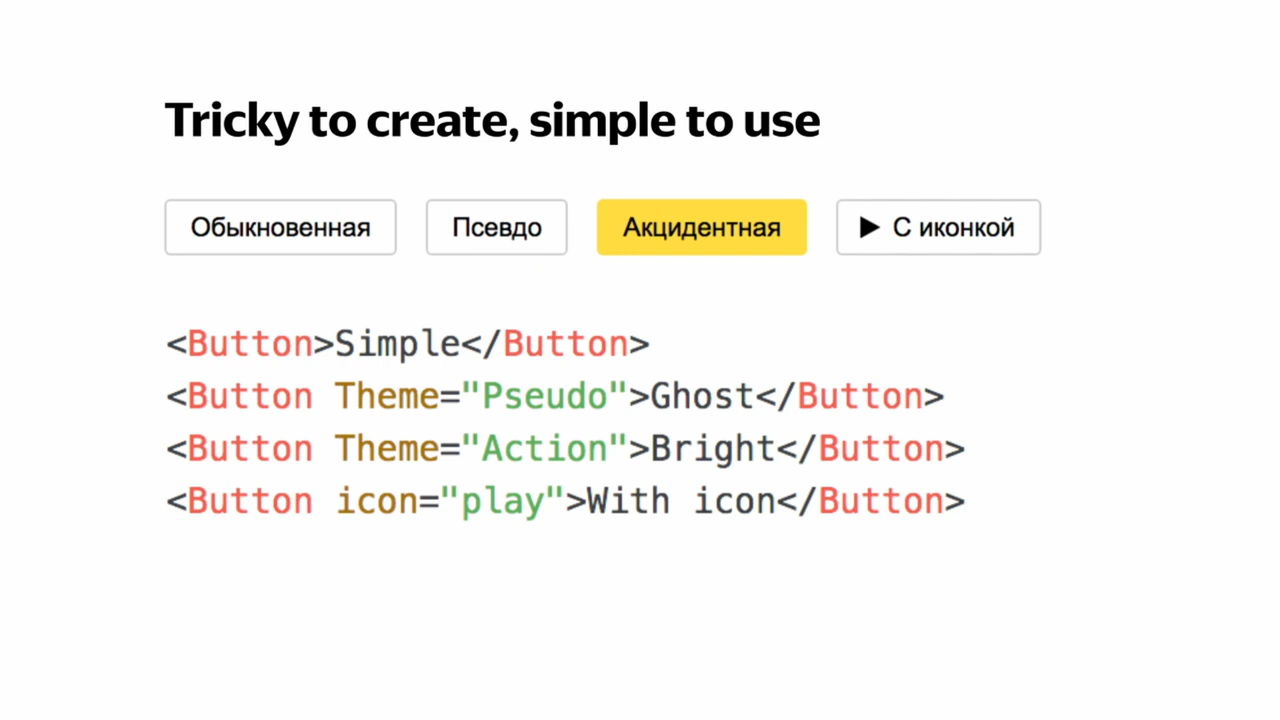 Tricky to create, simple to use
Обыкновенная Псевдо Акцидентная С иконкой
<Button>Simple</Button>
<Button Theme="Pseudo">Ghost</Button>
<Button Theme="Action">Bright</Button>
<Button icon="play">With icon</Button>